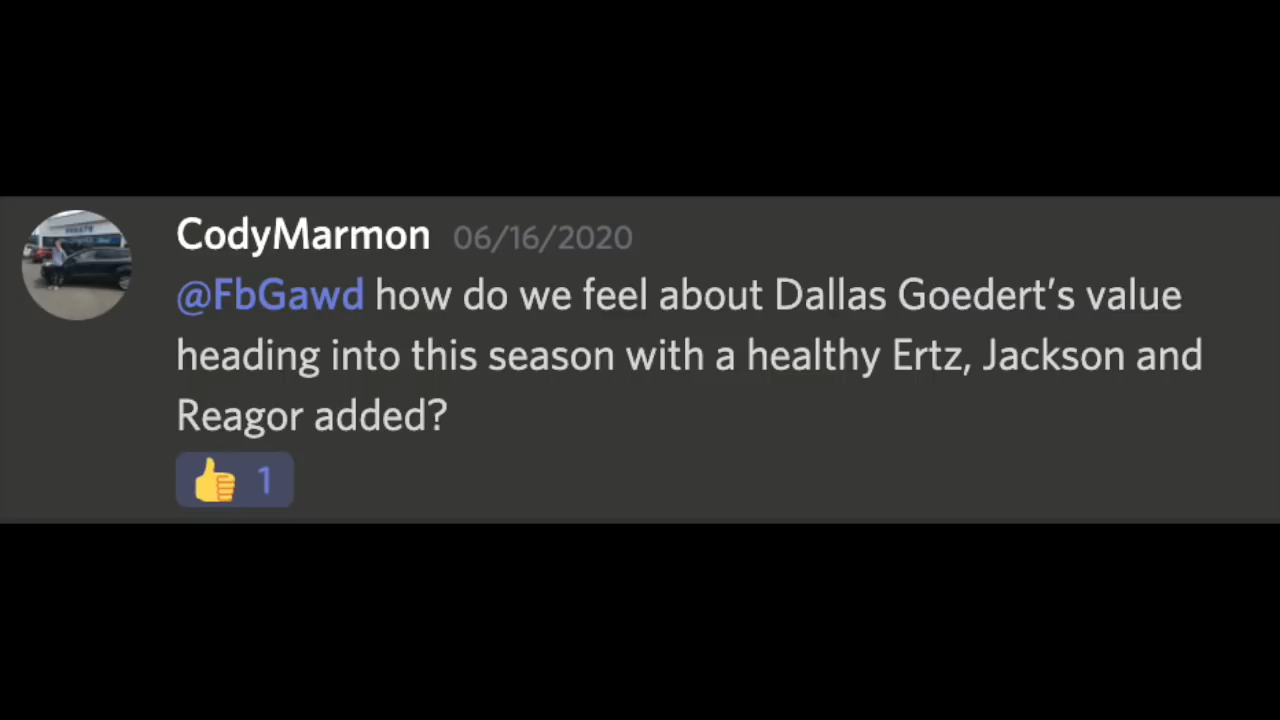 CodyMarmon 06/16/2020
@FbGawd how do we feel about Dallas Goedert's value
heading into this season with a healthy Ertz, Jackson and
Reagor added?
👍 1